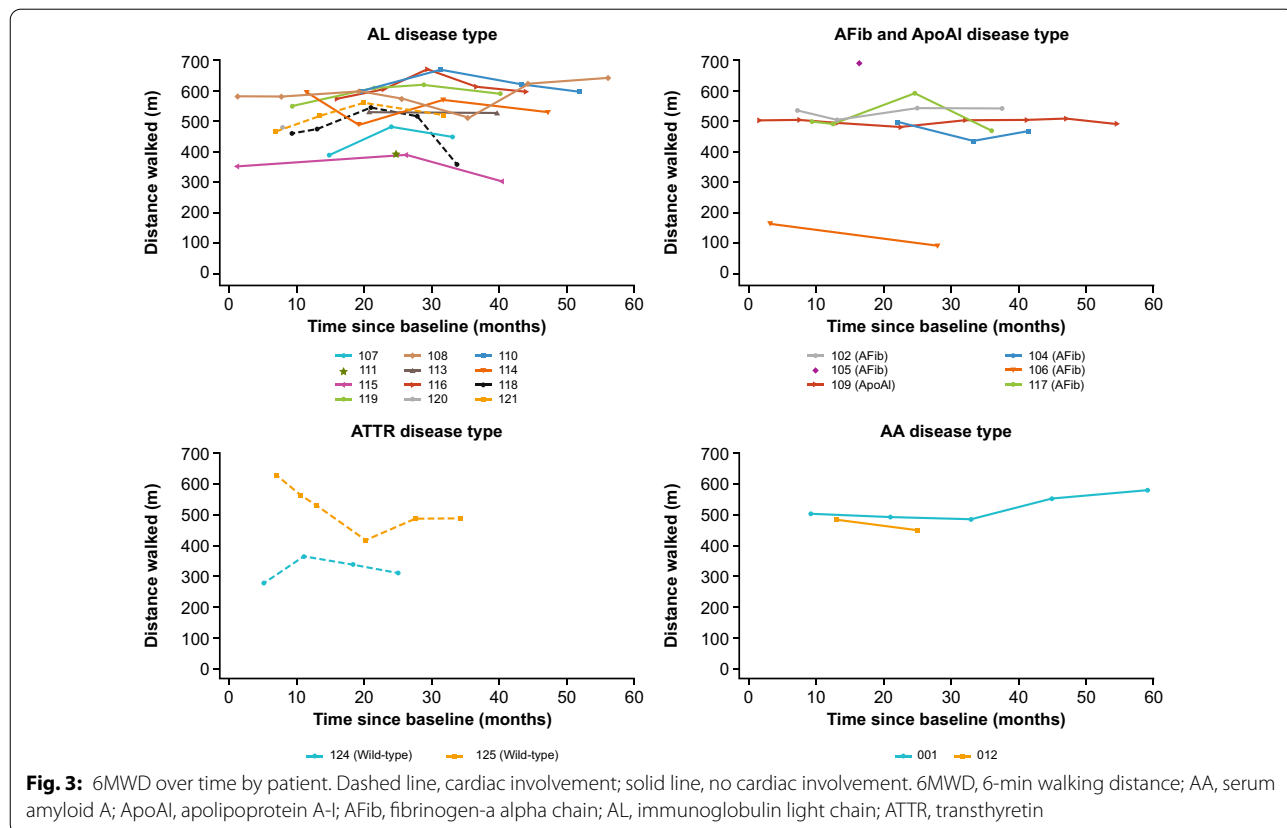 AL disease type
AFib and ApoAI disease type
Distance walked (m)
700
600
500
400
300
200
100
0
0 10 20 30 40 50 60
Time since baseline (months)
107 108 110
111 113 114
115 116 118
119 120 121
Distance walked (m)
700
600
500
400
300
200
100
0
0 10 20 30 40 50 60
Time since baseline (months)
102 (AFib) 104 (AFib)
105 (AFib) 106 (AFib)
109 (ApoAI) 117 (AFib)
ATTR disease type
AA disease type
Distance walked (m)
700
600
500
400
300
200
100
0
0 10 20 30 40 50 60
Time since baseline (months)
124 (Wild-type) 125 (Wild-type)
Distance walked (m)
700
600
500
400
300
200
100
0
0 10 20 30 40 50 60
Time since baseline (months)
001 012
Fig. 3: 6MWD over time by patient. Dashed line, cardiac involvement; solid line, no cardiac involvement. 6MWD, 6-min walking distance; AA, serum
amyloid A; ApoAI, apolipoprotein A-I; AFib, fibrinogen-a alpha chain; AL, immunoglobulin light chain; ATTR, transthyretin